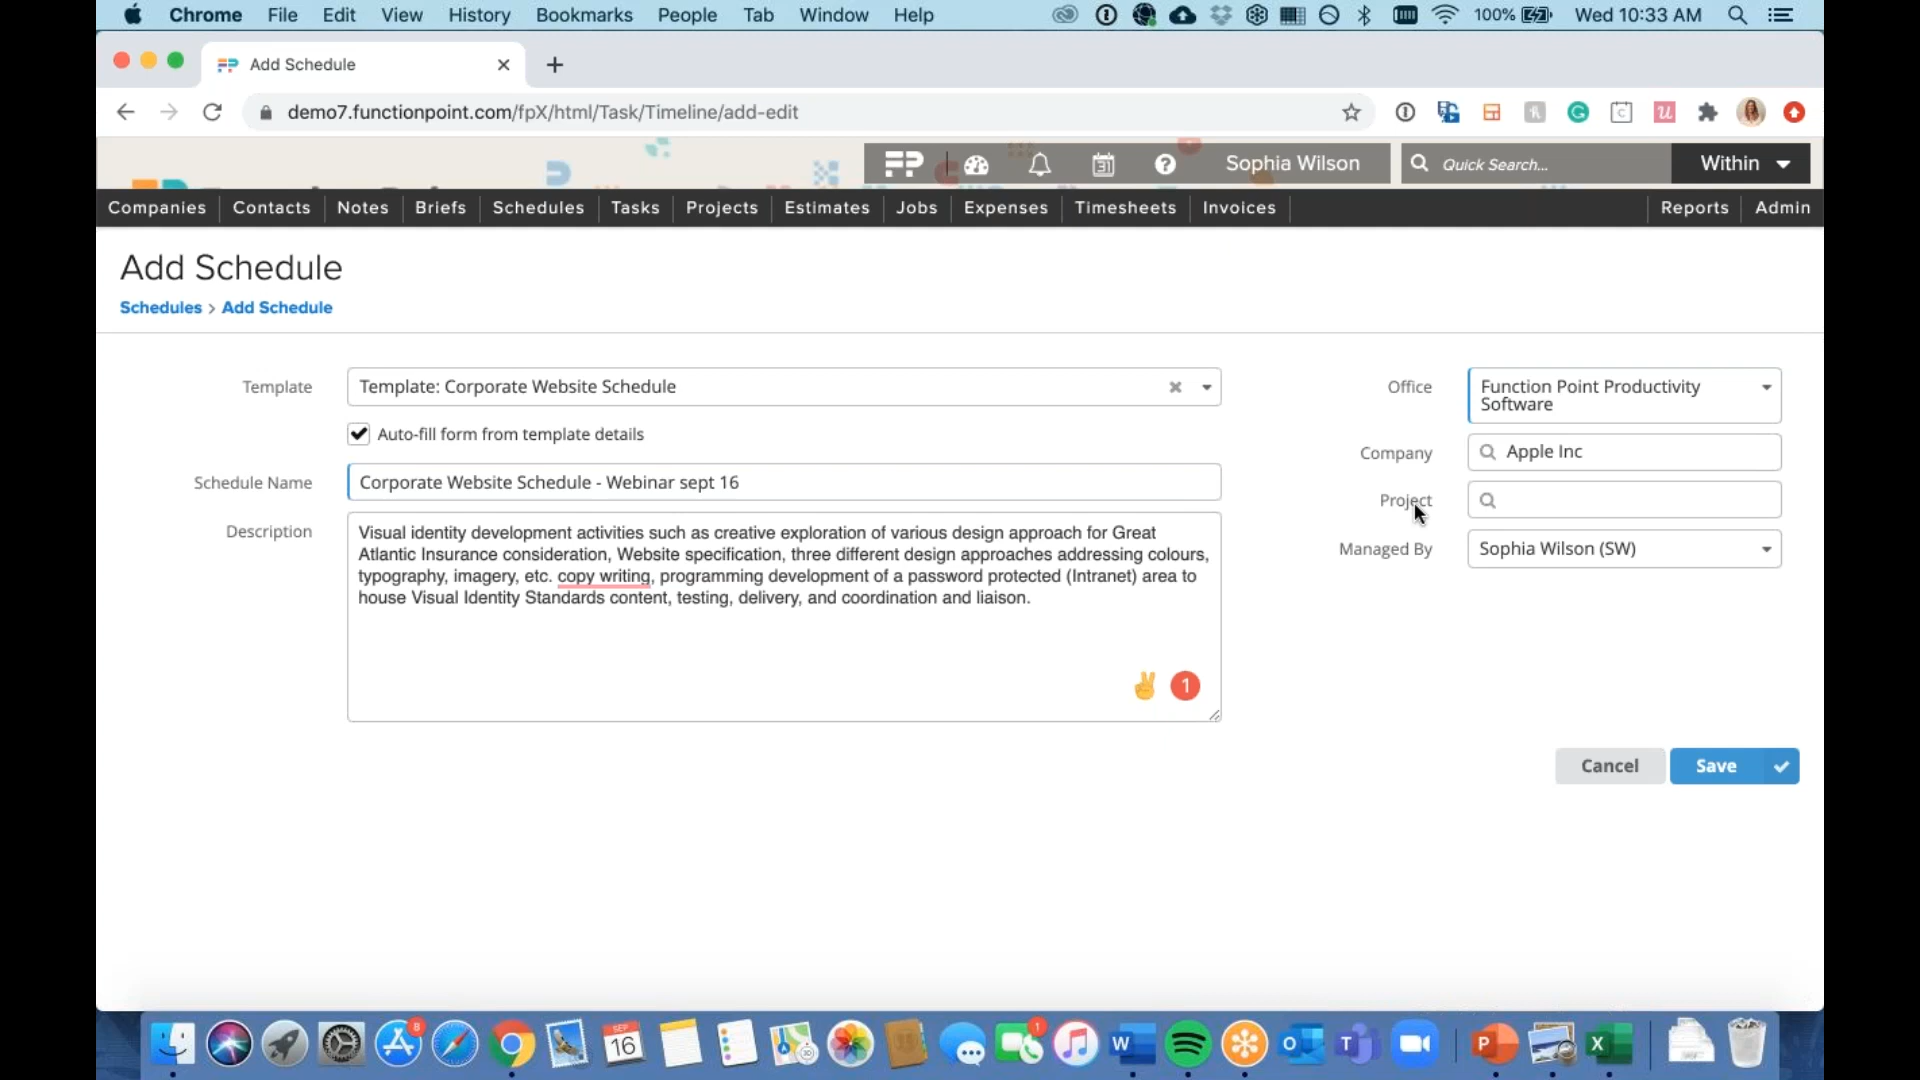 Chrome File Edit View History Bookmarks People Tab Window Help 100% Wed 10:33 AM
Add Schedule
demo7.functionpoint.com/fpX/html/Task/Timeline/add-edit
FP 31 ? Sophia Wilson Quick Search... Within
Companies Contacts Notes Briefs Schedules Tasks Projects Estimates Jobs Expenses Timesheets Invoices Reports Admin
Add Schedule
Schedules > Add Schedule
Template Template: Corporate Website Schedule
Auto-fill form from template details
Schedule Name Corporate Website Schedule - Webinar sept 16
Description
Visual identity development activities such as creative exploration of various design approach for Great
Atlantic Insurance consideration, Website specification, three different design approaches addressing colours,
typography, imagery, etc. copy writing, programming development of a password protected (Intranet) area to
house Visual Identity Standards content, testing, delivery, and coordination and liaison.
1
Office Function Point Productivity
Software
Company Apple Inc
Project
Managed By Sophia Wilson (SW)
Cancel Save
8 SEP 16 1 W O T P X